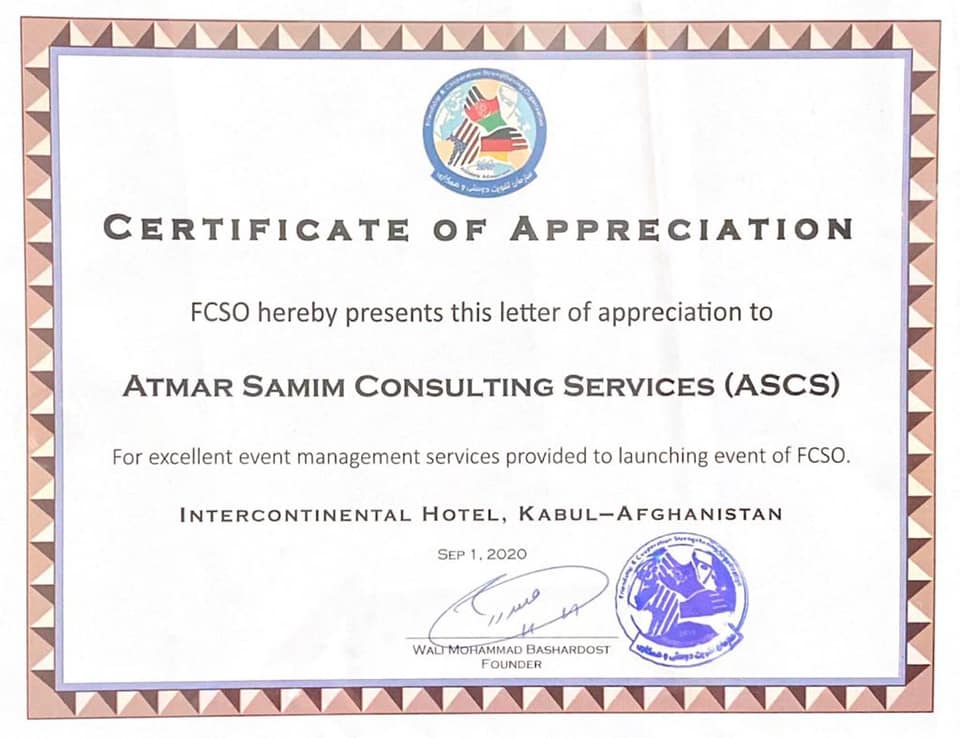 Friendship & Cooperation Strengthening Organization
سازمان تقویت دوستی و همکاری
CERTIFICATE OF APPRECIATION
FCSO hereby presents this letter of appreciation to
ATMAR SAMIM CONSULTING SERVICES (ASCS)
For excellent event management services provided to launching event of FCSO.
INTERCONTINENTAL HOTEL, KABUL–AFGHANISTAN
SEP 1, 2020
WALI MOHAMMAD BASHARDOST
FOUNDER
Friendship & Cooperation Strengthening Organization
سازمان تقویت دوستی و همکاری